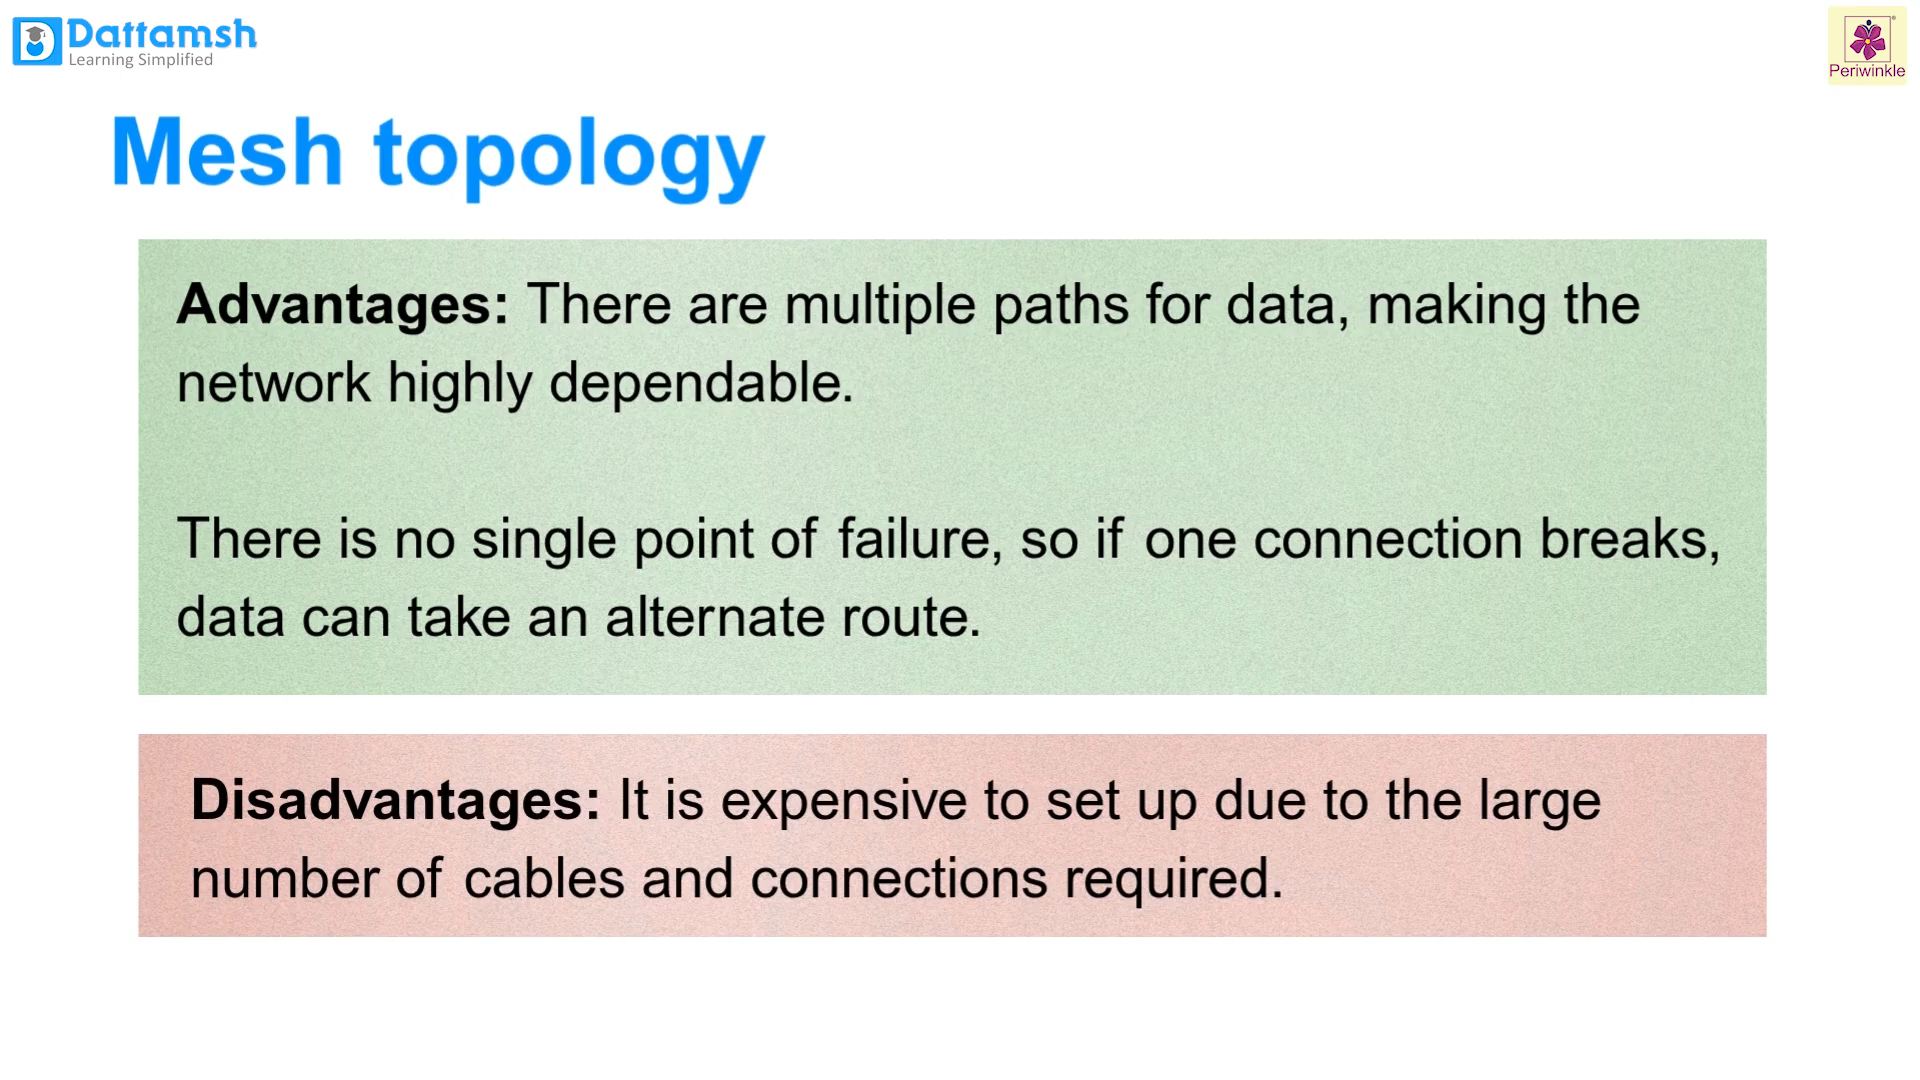 Dattamsh
Learning Simplified
Periwinkle
Mesh topology
Advantages: There are multiple paths for data, making the
network highly dependable.
There is no single point of failure, so if one connection breaks,
data can take an alternate route.
Disadvantages: It is expensive to set up due to the large
number of cables and connections required.